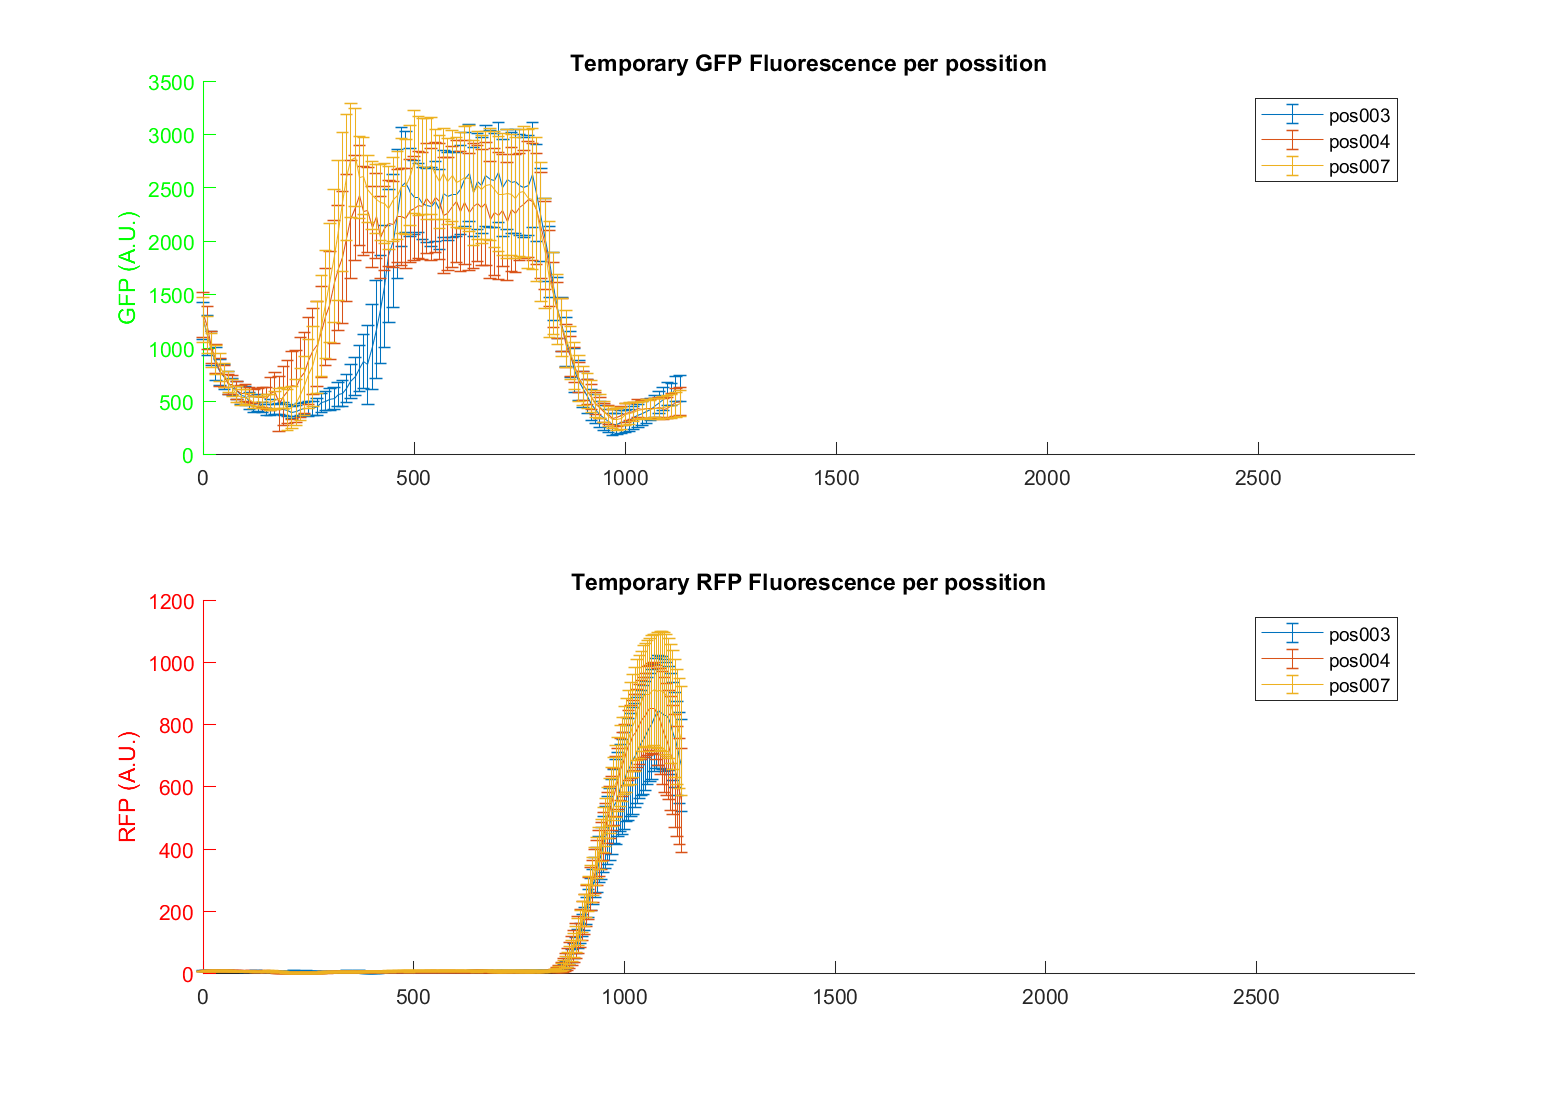 Temporary GFP Fluorescence per possition
3500
3000
2500
2000
1500
1000
500
0
GFP (A.U.)
0 500 1000 1500 2000 2500
pos003
pos004
pos007
Temporary RFP Fluorescence per possition
1200
1000
800
600
400
200
0
RFP (A.U.)
0 500 1000 1500 2000 2500
pos003
pos004
pos007